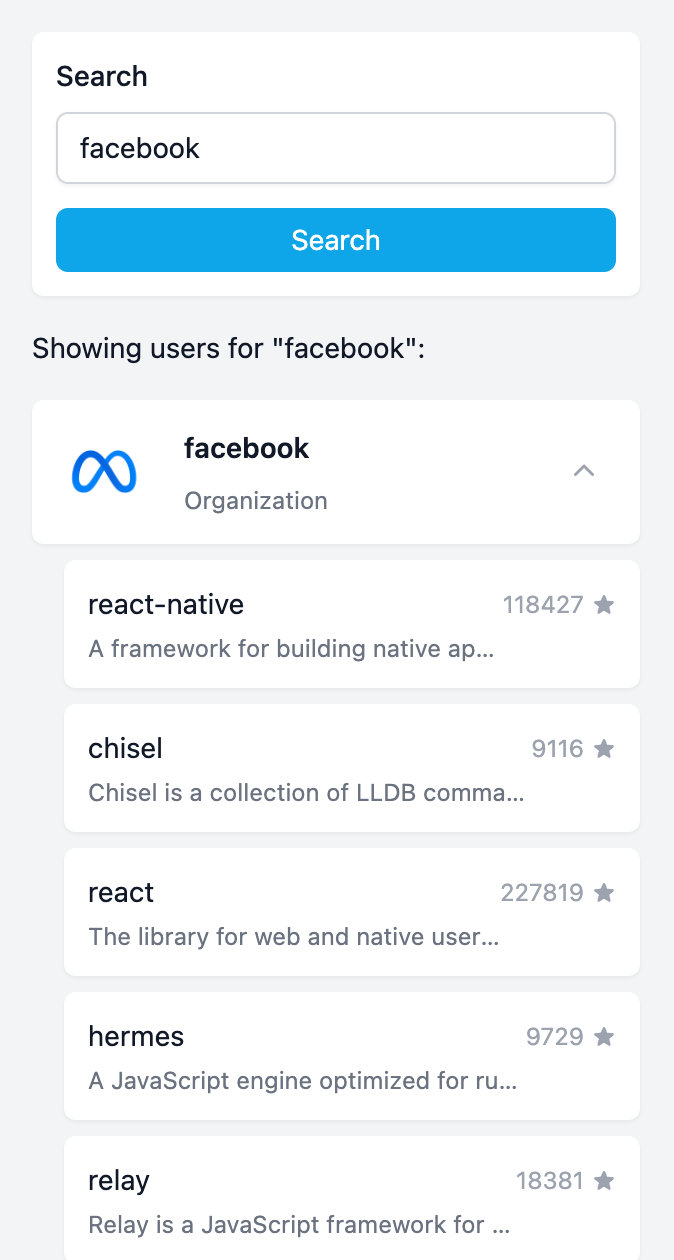 Search
facebook
Search
Showing users for "facebook":
facebook
Organization
react-native 118427
A framework for building native ap...
chisel 9116
Chisel is a collection of LLDB comma...
react 227819
The library for web and native user...
hermes 9729
A JavaScript engine optimized for ru...
relay 18381
Relay is a JavaScript framework for ...